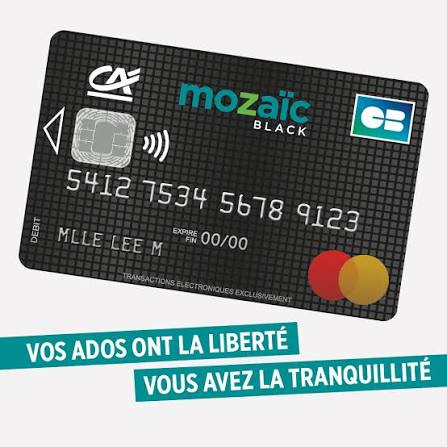 CA
mozaïc
BLACK
CB
5412 7534 5678 9123
DEBIT
EXPIRE
FIN 00/00
MLLE LEE M
TRANSACTIONS ELECTRONIQUES EXCLUSIVEMENT
VOS ADOS ONT LA LIBERTÉ
VOUS AVEZ LA TRANQUILLITÉ